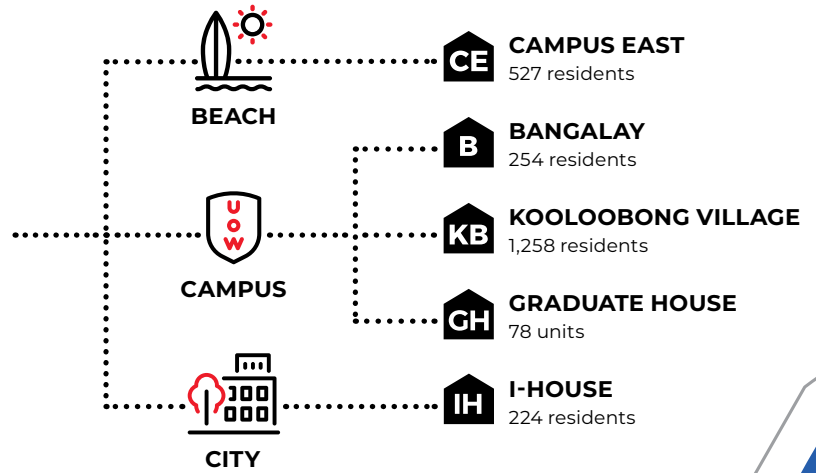 CE
CAMPUS EAST
527 residents
BEACH
B
BANGALAY
254 residents
UOW
CAMPUS
KB
KOOLOOBONG VILLAGE
1,258 residents
GH
GRADUATE HOUSE
78 units
IH
I-HOUSE
224 residents
CITY